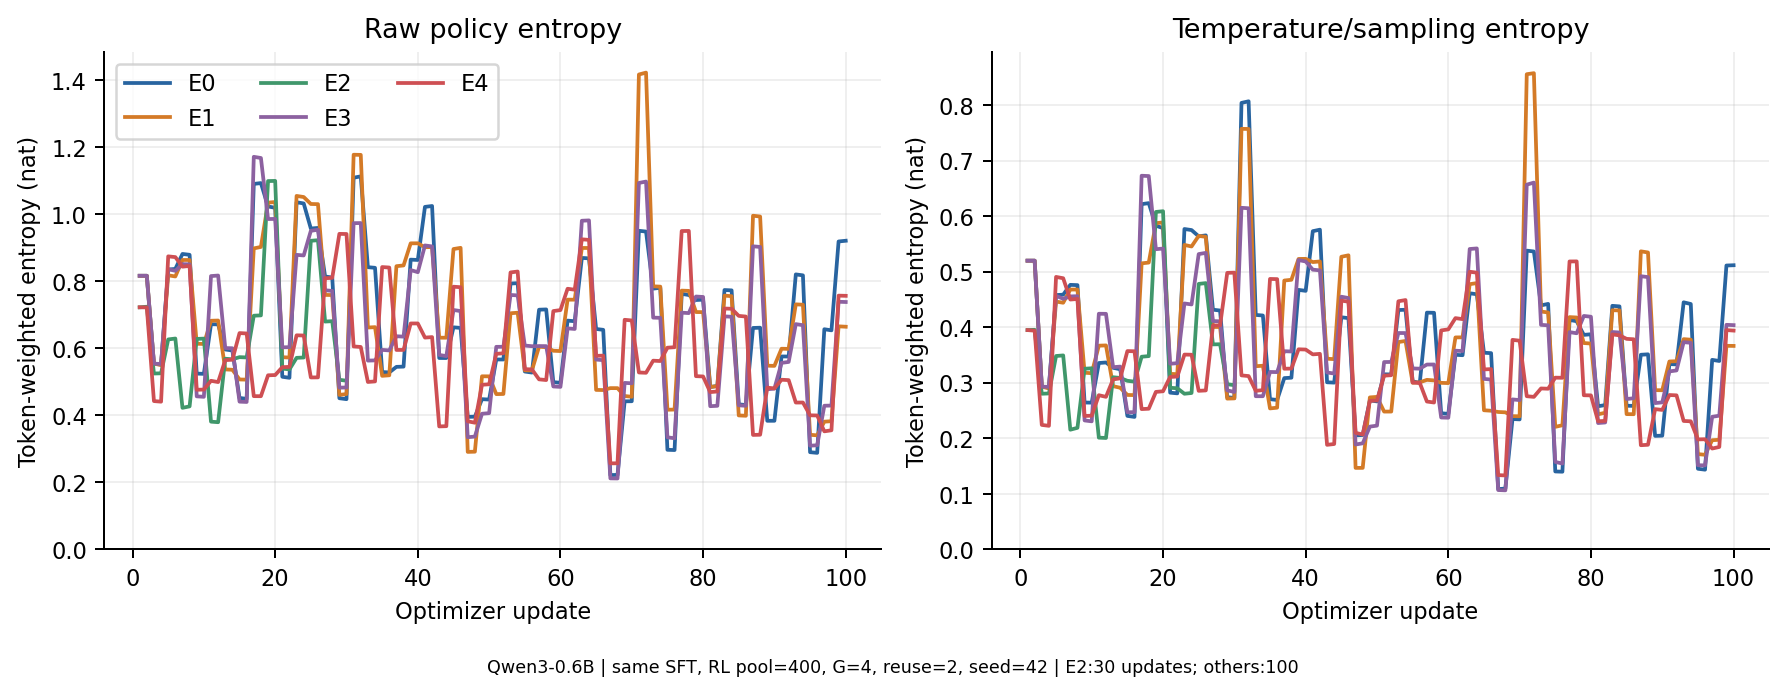 Raw policy entropy
Temperature/sampling entropy
Token-weighted entropy (nat)
1.4
1.2
1.0
0.8
0.6
0.4
0.2
0.0
E0
E2
E4
E1
E3
0
20
40
60
80
100
Optimizer update
Token-weighted entropy (nat)
0.8
0.7
0.6
0.5
0.4
0.3
0.2
0.1
0.0
0
20
40
60
80
100
Optimizer update
Qwen3-0.6B | same SFT, RL pool=400, G=4, reuse=2, seed=42 | E2:30 updates; others:100